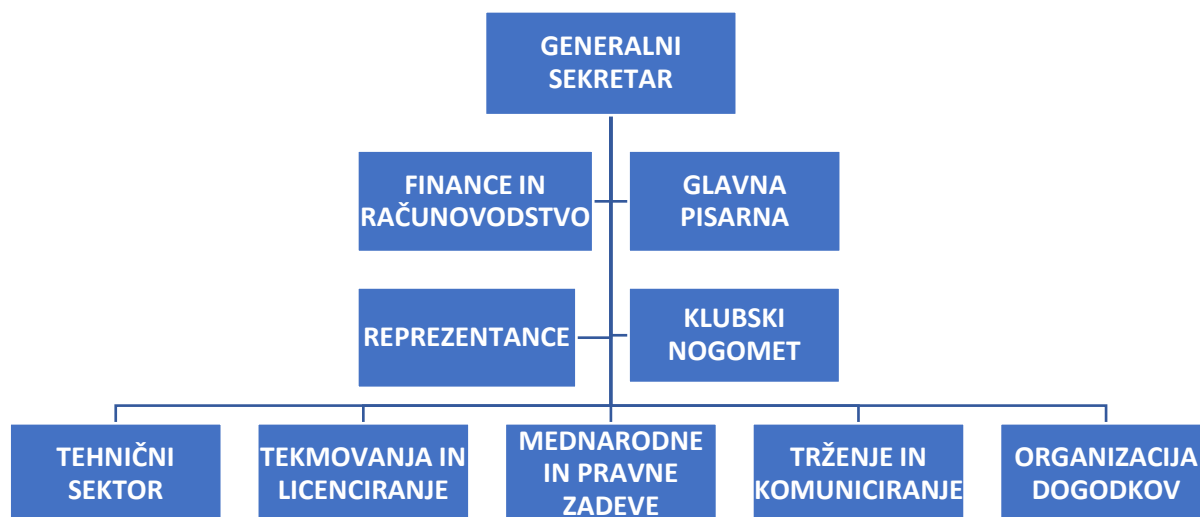 GENERALNI
SEKRETAR
FINANCE IN
RAČUNOVODSTVO
GLAVNA
PISARNA
REPREZENTANCE
KLUBSKI
NOGOMET
TEHNIČNI
SEKTOR
TEKMOVANJA IN
LICENCIRANJE
MEDNARODNE
IN PRAVNE
ZADEVE
TRŽENJE IN
KOMUNICIRANJE
ORGANIZACIJA
DOGODKOV